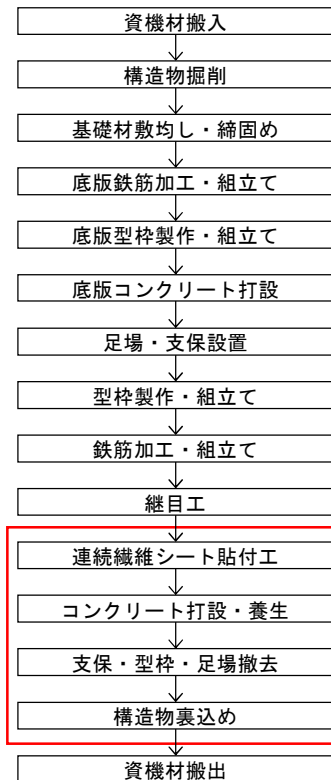 資機材搬入
構造物掘削
基礎材敷均し・締固め
底版鉄筋加工・組立て
底版型枠製作・組立て
底版コンクリート打設
足場・支保設置
型枠製作・組立て
鉄筋加工・組立て
継目工
連続繊維シート貼付工
コンクリート打設・養生
支保・型枠・足場撤去
構造物裏込め
資機材搬出